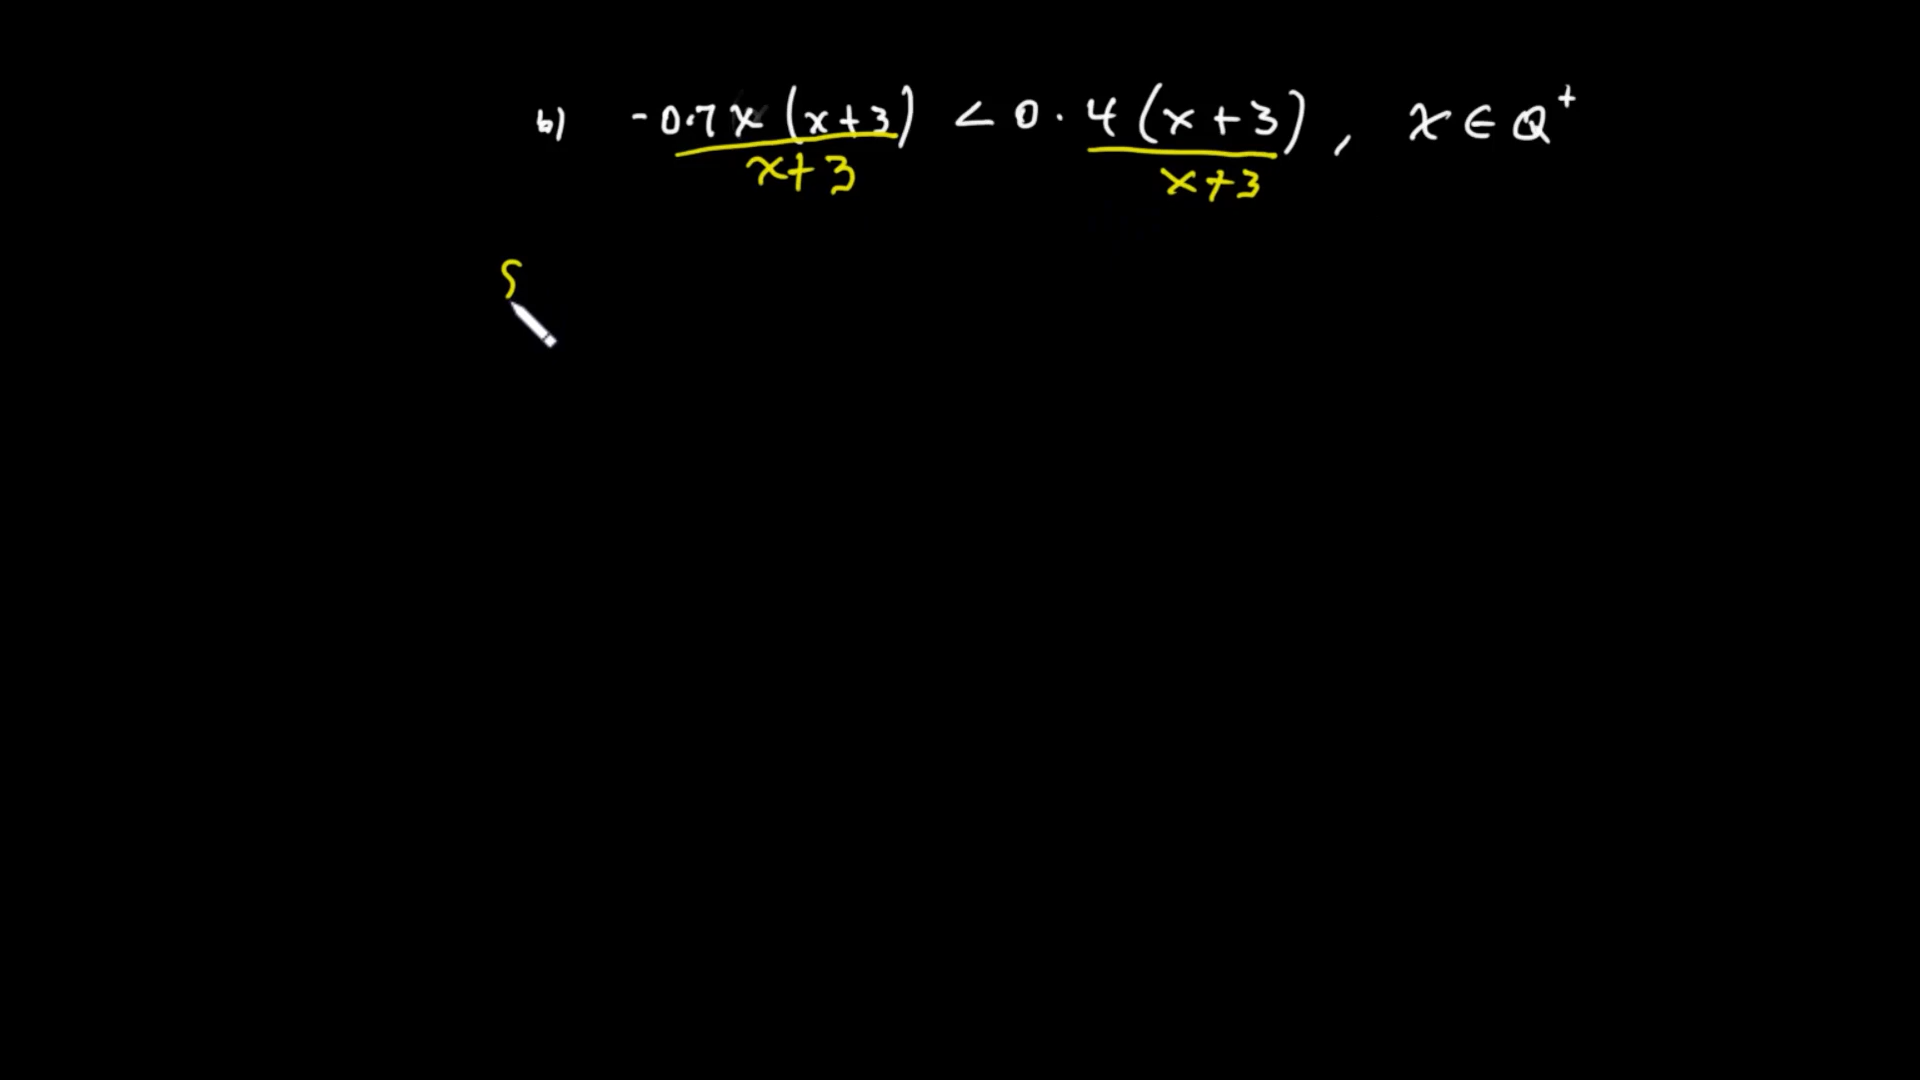 b) -0.7x (x+3) < 0.4 (x+3), x ∈ Q⁺
x+3 x+3
S